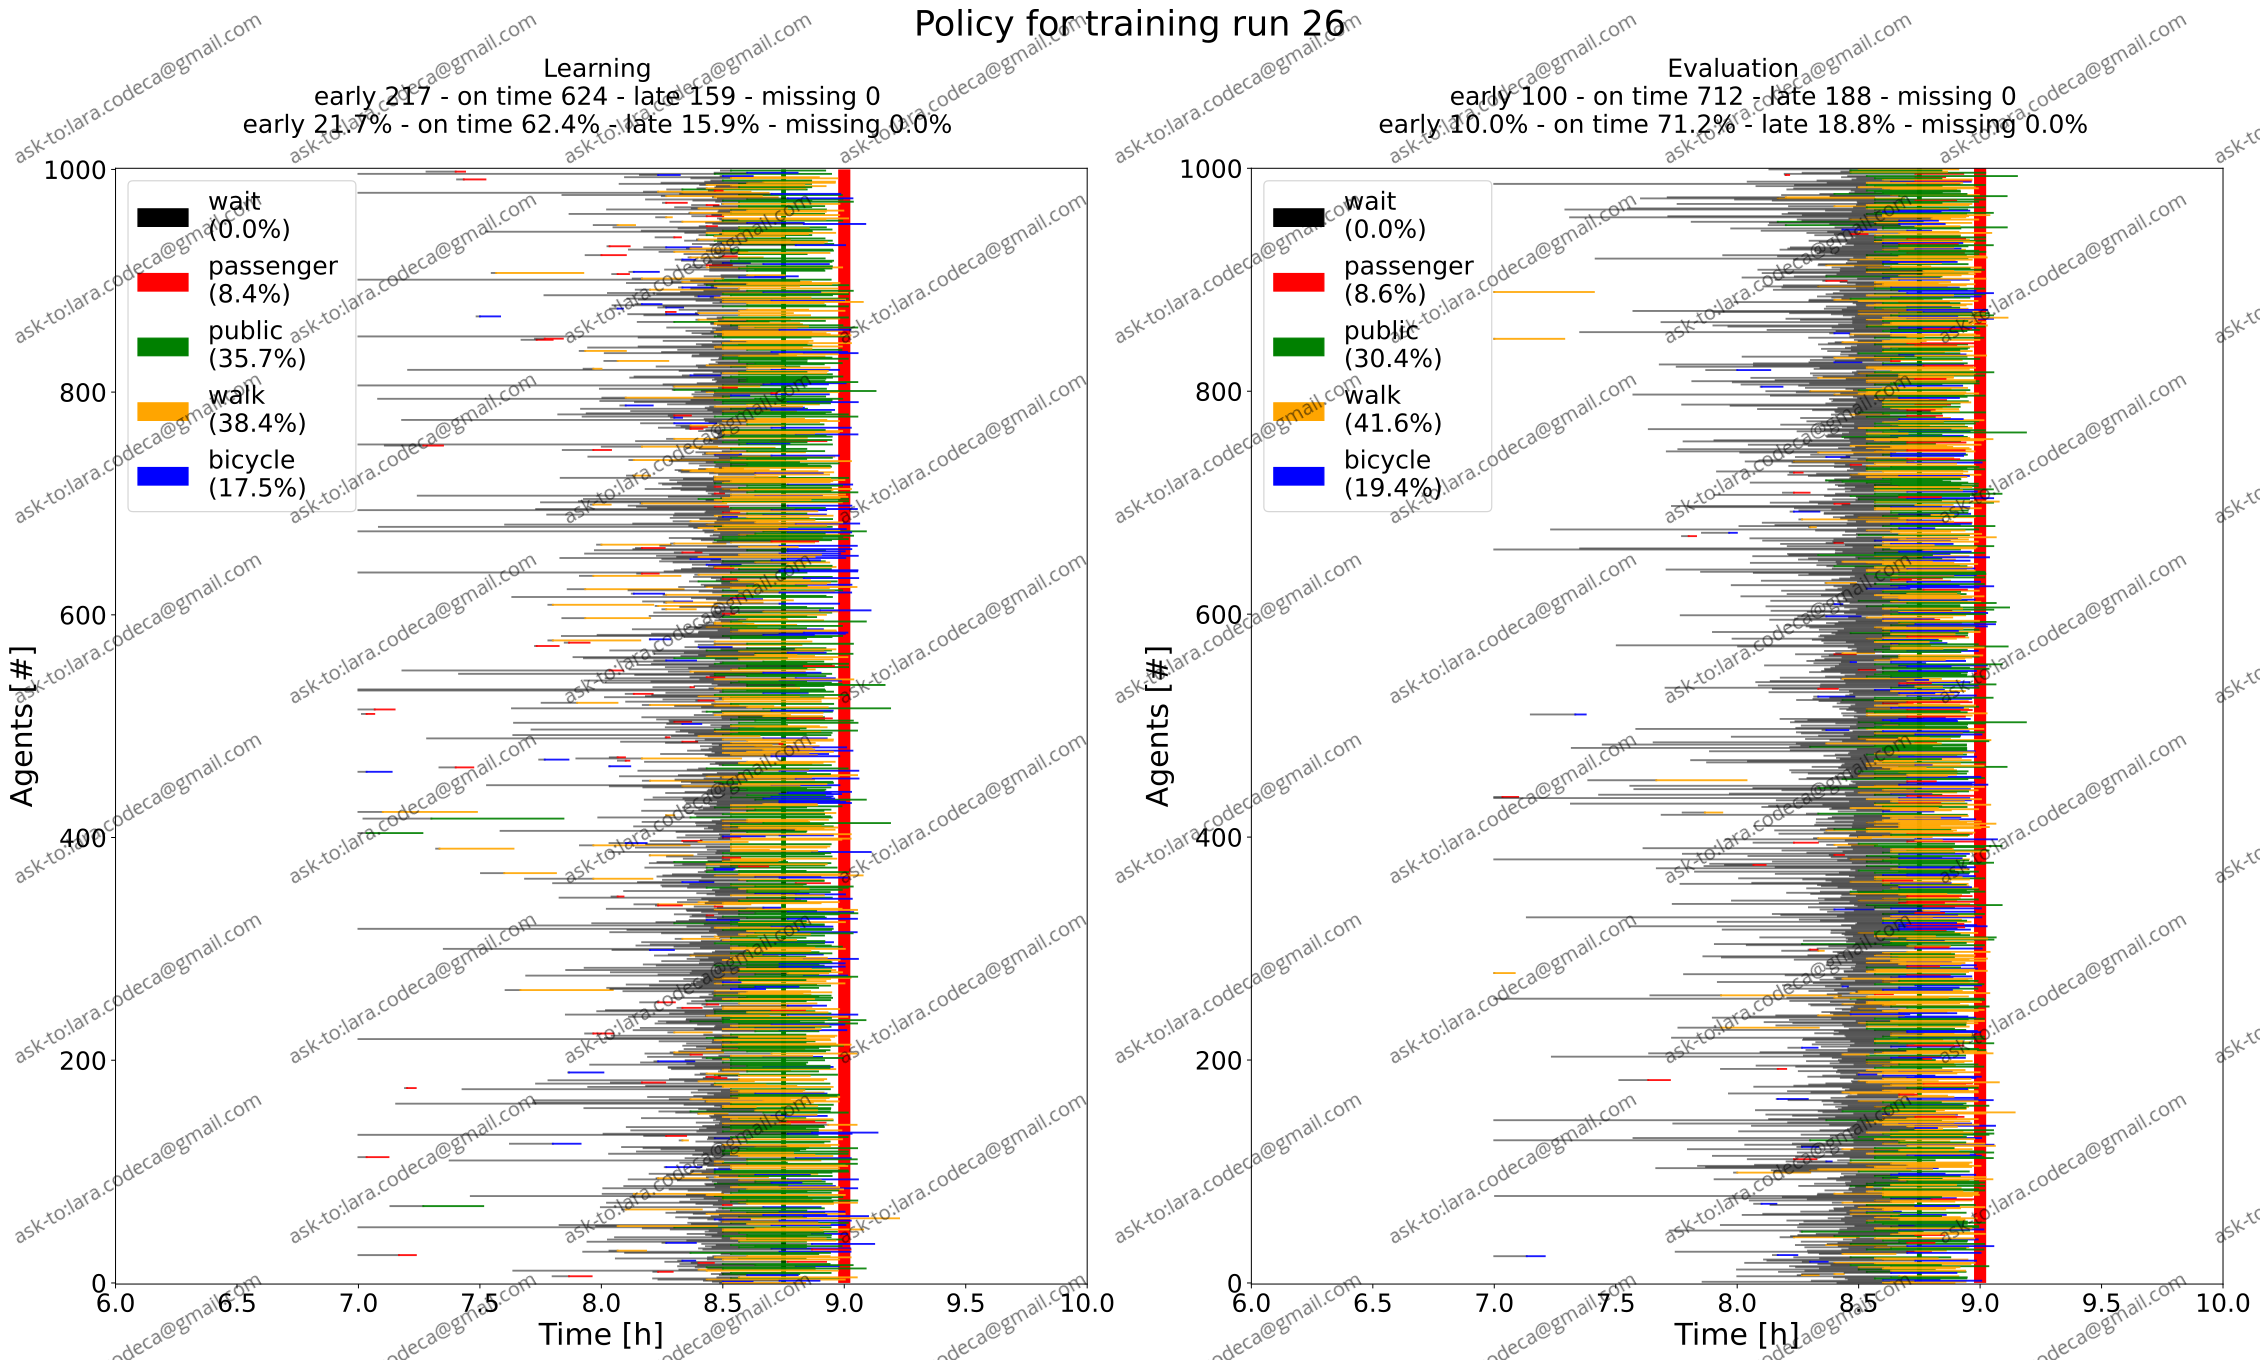 Policy for training run 26
Learning
early 217 - on time 624 - late 159 - missing 0
early 21.7% - on time 62.4% - late 15.9% - missing 0.0%
1000
800
600
400
200
0
Agents [#]
wait
(0.0%)
passenger
(8.4%)
public
(35.7%)
walk
(38.4%)
bicycle
(17.5%)
6.0 6.5 7.0 7.5 8.0 8.5 9.0 9.5 10.0
Time [h]
Evaluation
early 100 - on time 712 - late 188 - missing 0
early 10.0% - on time 71.2% - late 18.8% - missing 0.0%
1000
800
600
400
200
0
Agents [#]
wait
(0.0%)
passenger
(8.6%)
public
(30.4%)
walk
(41.6%)
bicycle
(19.4%)
6.0 6.5 7.0 7.5 8.0 8.5 9.0 9.5 10.0
Time [h]
ask-to:lara.codeca@gmail.com